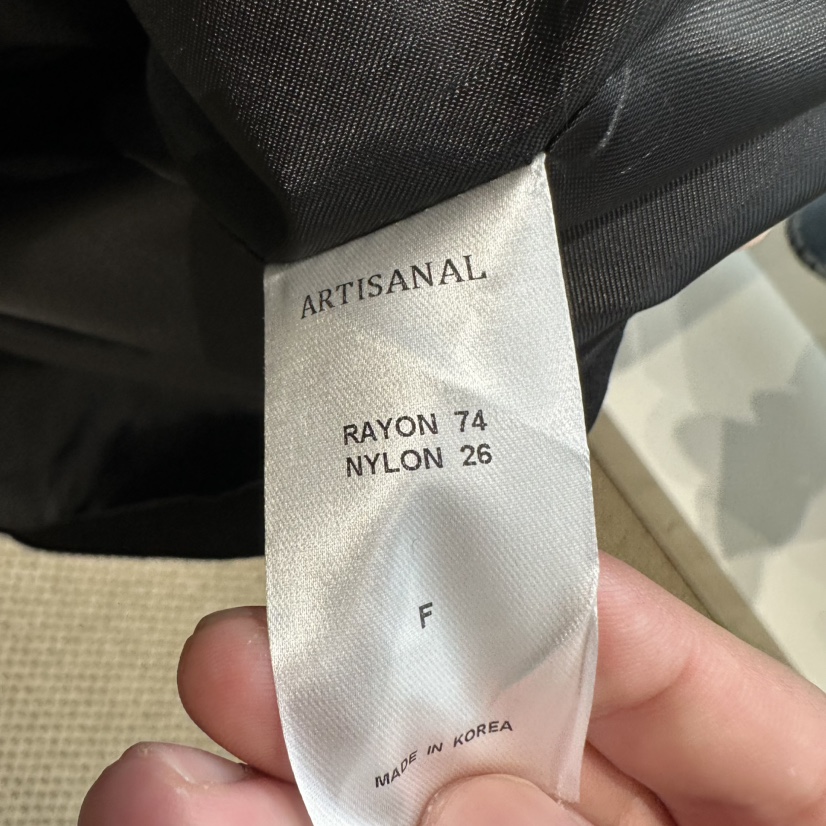 ARTISANAL
RAYON 74
NYLON 26
F
MADE IN KOREA